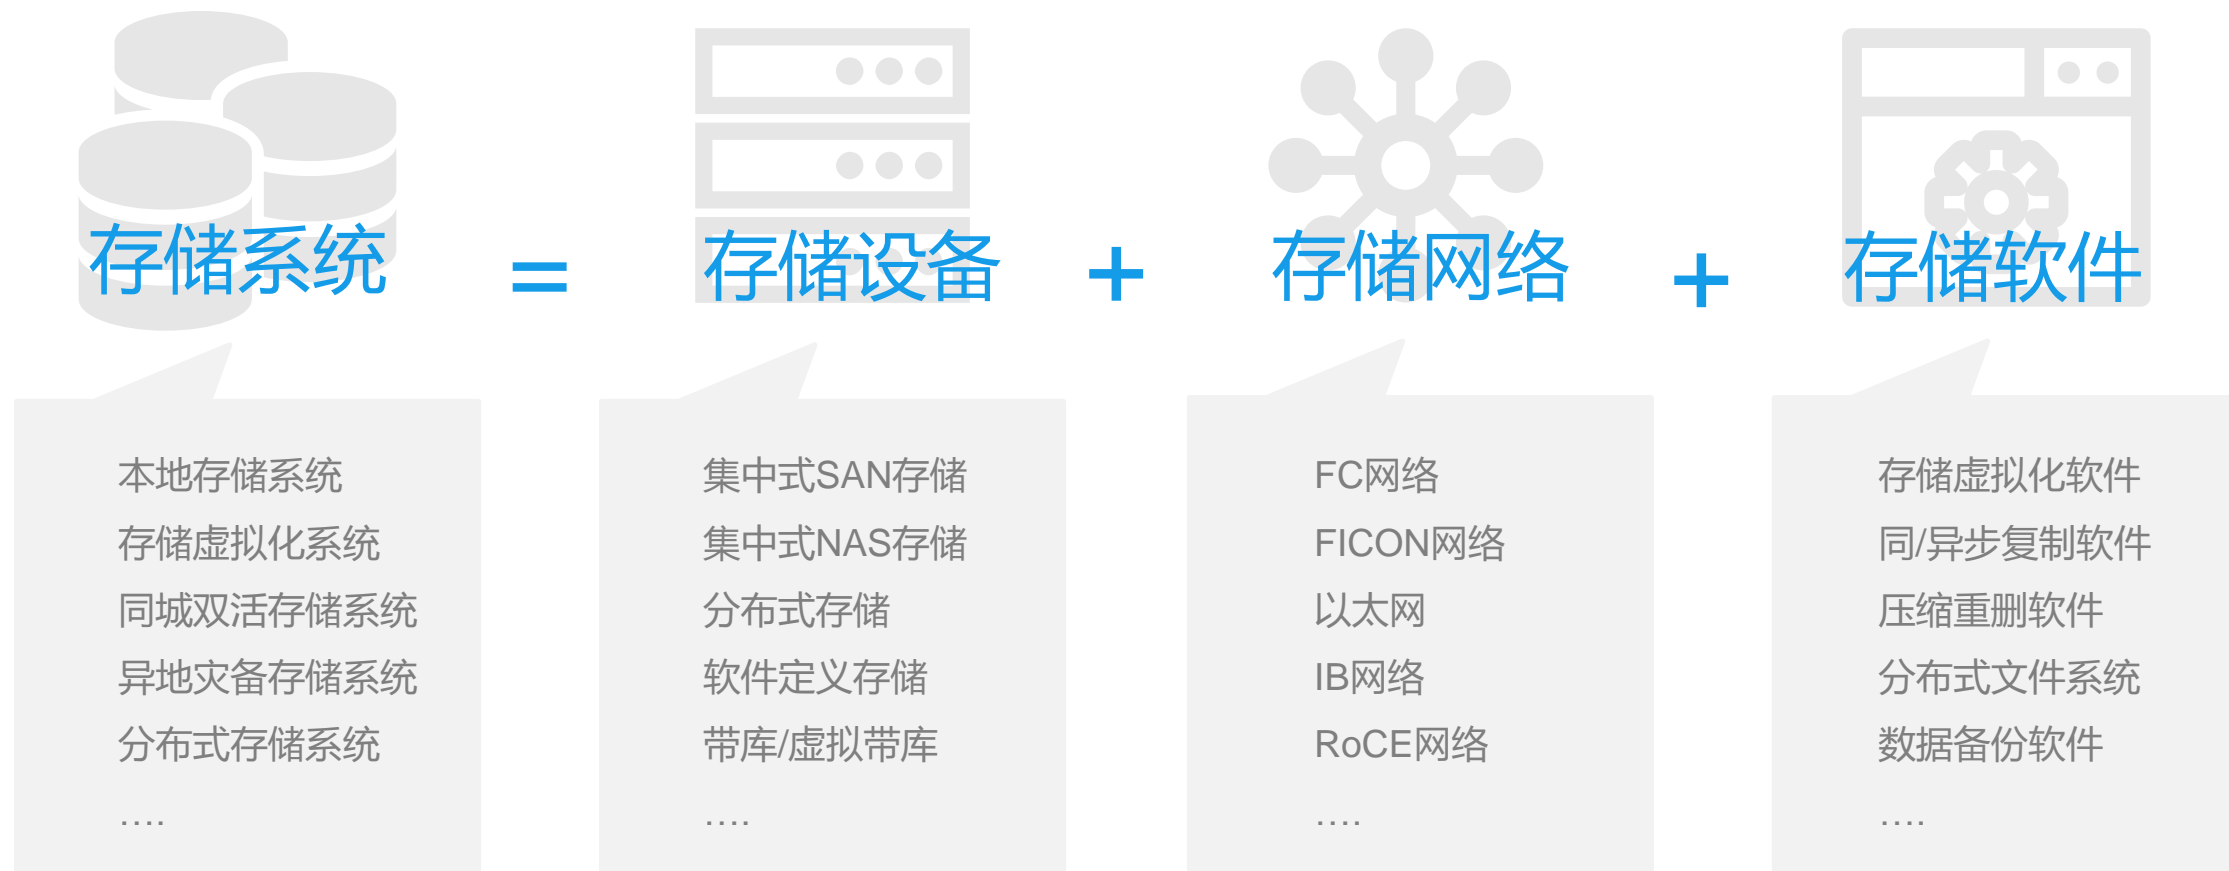 存储系统 = 存储设备 + 存储网络 + 存储软件
本地存储系统
存储虚拟化系统
同城双活存储系统
异地灾备存储系统
分布式存储系统
….
集中式SAN存储
集中式NAS存储
分布式存储
软件定义存储
带库/虚拟带库
….
FC网络
FICON网络
以太网
IB网络
RoCE网络
….
存储虚拟化软件
同/异步复制软件
压缩重删软件
分布式文件系统
数据备份软件
….